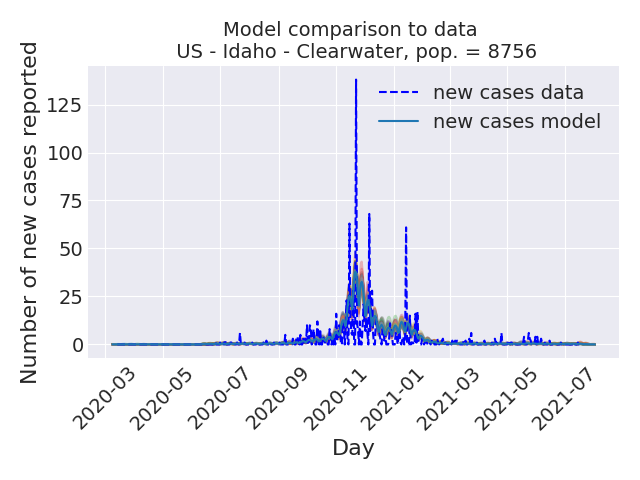 Model comparison to data
US - Idaho - Clearwater, pop. = 8756
Number of new cases reported
125
100
75
50
25
0
new cases data
new cases model
2020-03
2020-05
2020-07
2020-09
2020-11
2021-01
2021-03
2021-05
2021-07
Day